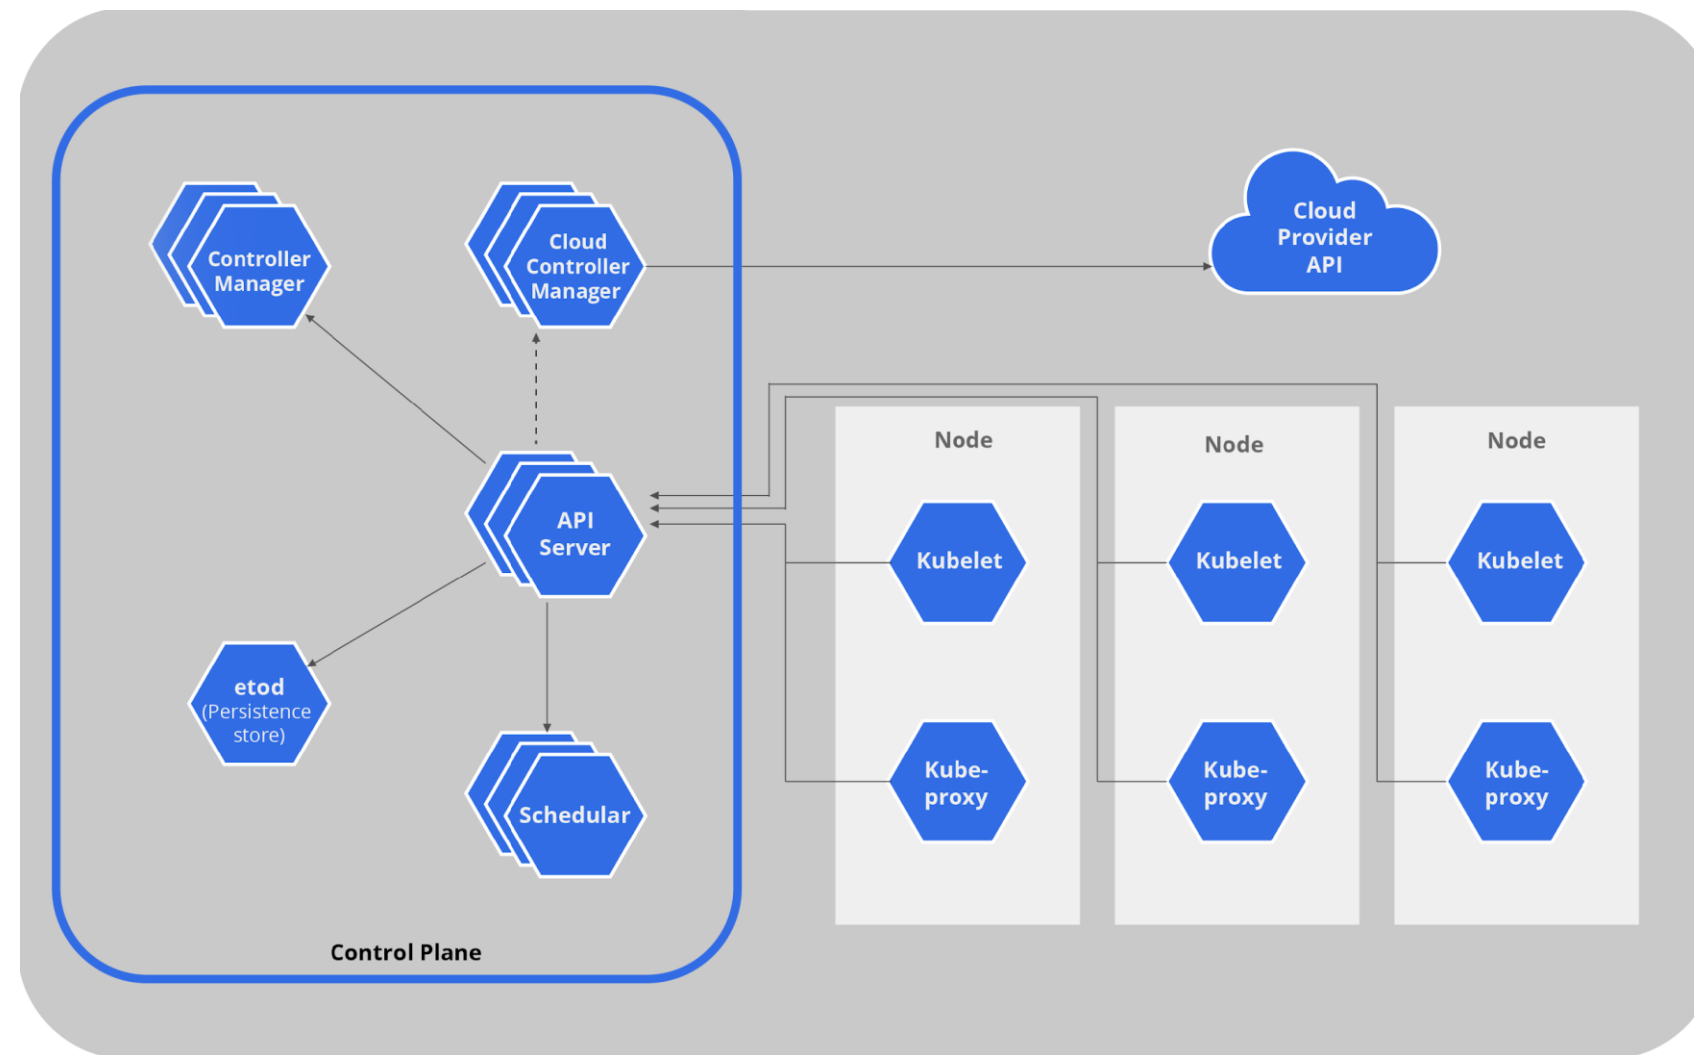 Controller
Manager
Cloud
Controller
Manager
Cloud
Provider
API
API
Server
etod
(Persistence
store)
Schedular
Control Plane
Node
Kubelet
Kube-
proxy
Node
Kubelet
Kube-
proxy
Node
Kubelet
Kube-
proxy